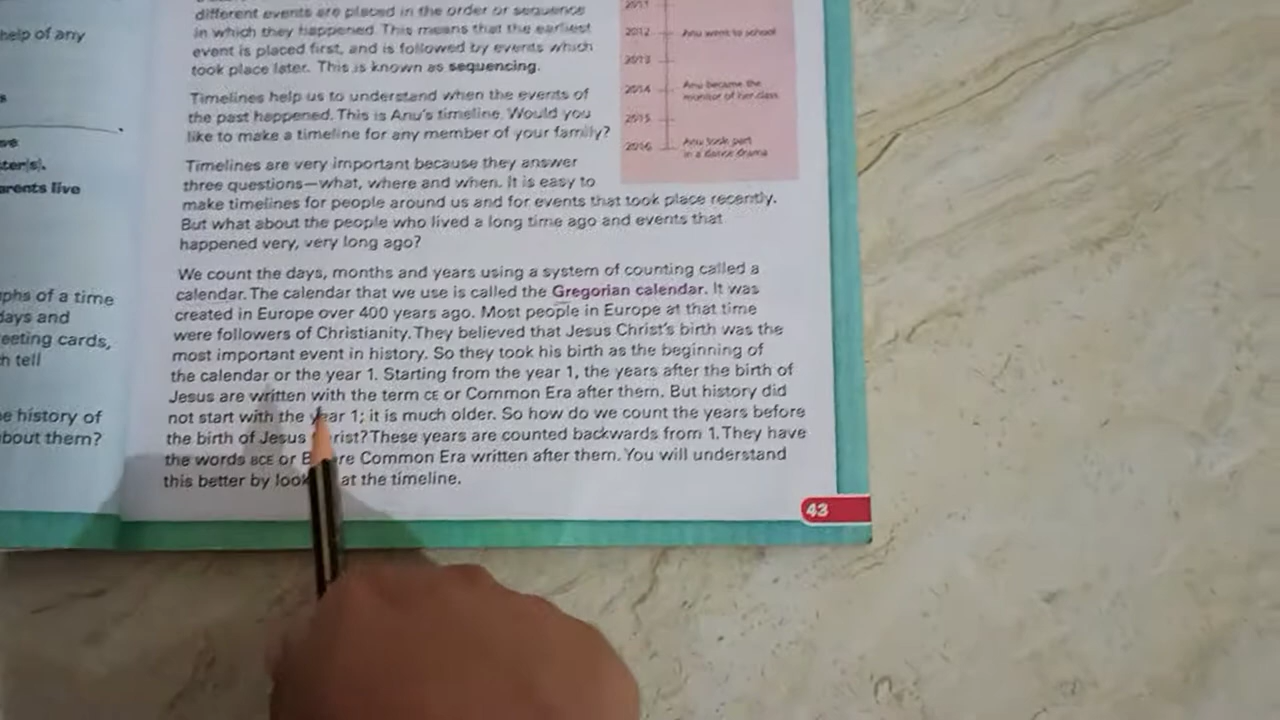 help of any
ve
ter(s).
arents live
phs of a time
days and
eeting cards,
h tell
e history of
bout them?
different events are placed in the order or sequence
in which they happened. This means that the earliest
event is placed first, and is followed by events which
took place later. This is known as sequencing.
Timelines help us to understand when the events of
the past happened. This is Anu's timeline. Would you
like to make a timeline for any member of your family?
Timelines are very important because they answer
three questions—what, where and when. It is easy to
make timelines for people around us and for events that took place recently.
But what about the people who lived a long time ago and events that
happened very, very long ago?
We count the days, months and years using a system of counting called a
calendar. The calendar that we use is called the Gregorian calendar. It was
created in Europe over 400 years ago. Most people in Europe at that time
were followers of Christianity. They believed that Jesus Christ's birth was the
most important event in history. So they took his birth as the beginning of
the calendar or the year 1. Starting from the year 1, the years after the birth of
Jesus are written with the term CE or Common Era after them. But history did
not start with the year 1; it is much older. So how do we count the years before
the birth of Jesus rist? These years are counted backwards from 1. They have
the words BCE or B re Common Era written after them. You will understand
this better by look at the timeline.
2011
2012 Anu went to school
2013
2014 Anu became the
monitor of her class
2015
2016 Anu took part
in a dance drama
43